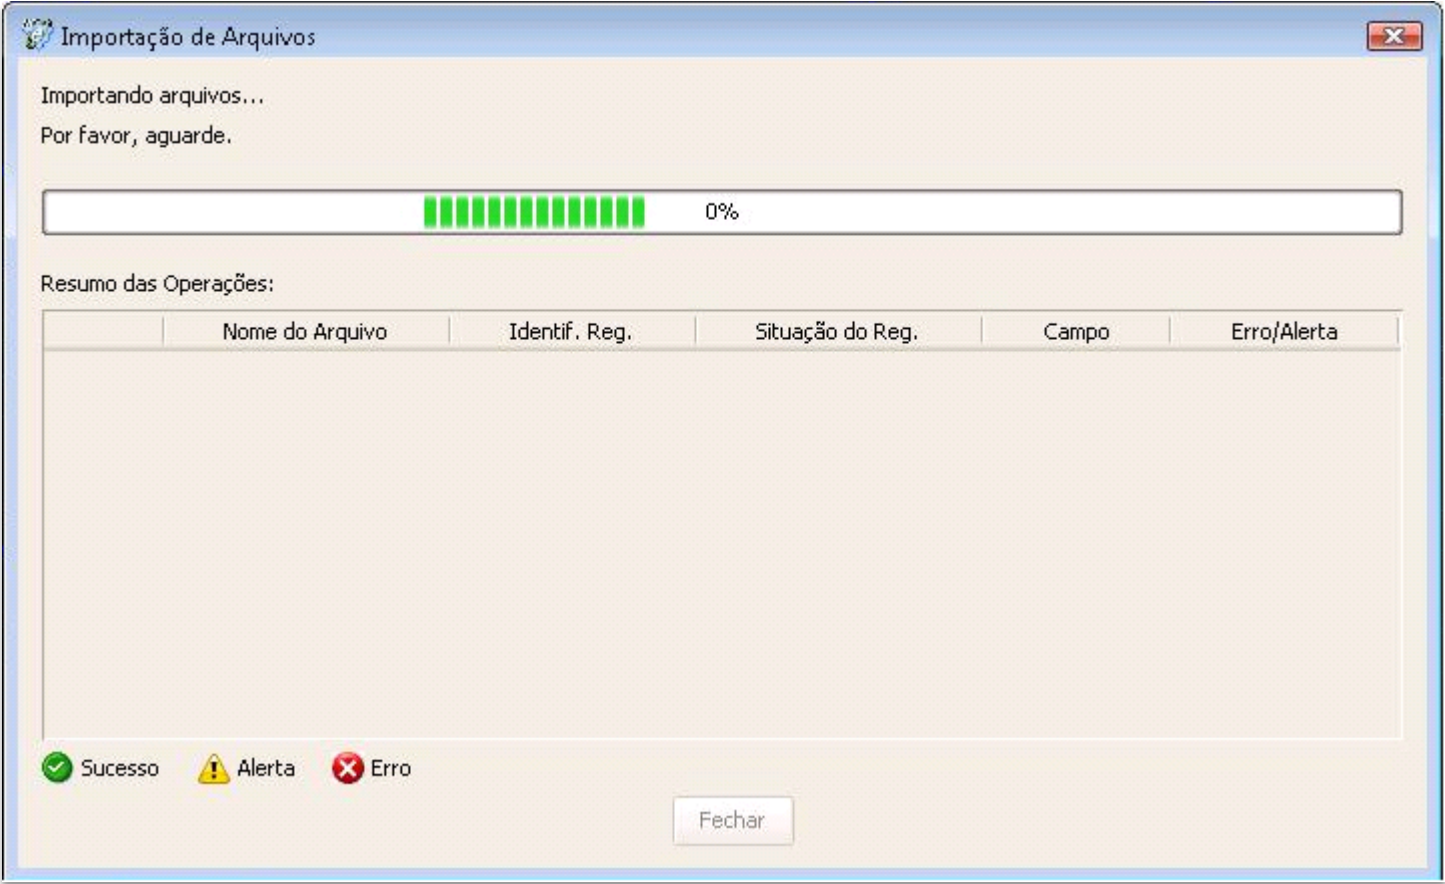 Importação de Arquivos
Importando arquivos...
Por favor, aguarde.
0%
Resumo das Operações:
Nome do Arquivo Identif. Reg. Situação do Reg. Campo Erro/Alerta
Sucesso Alerta Erro
Fechar